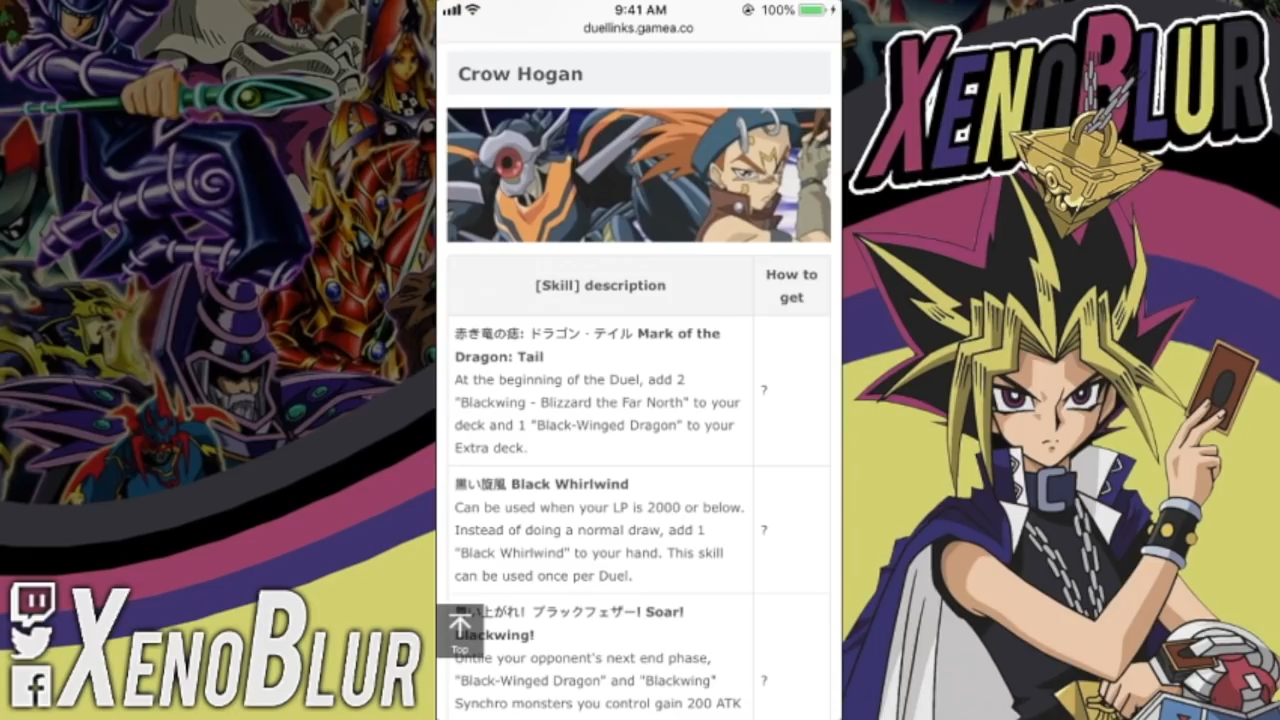 9:41 AM
100%
duellinks.gamea.co
Crow Hogan
[Skill] description
How to
get
赤き竜の痣: ドラゴン・テイル Mark of the
Dragon: Tail
At the beginning of the Duel, add 2
"Blackwing - Blizzard the Far North" to your
deck and 1 "Black-Winged Dragon" to your
Extra deck.
?
黒い旋風 Black Whirlwind
Can be used when your LP is 2000 or below.
Instead of doing a normal draw, add 1
"Black Whirlwind" to your hand. This skill
can be used once per Duel.
?
い上がれ! ブラックフェザー! Soar!
Blackwing!
Untile your opponent's next end phase,
"Black-Winged Dragon" and "Blackwing"
Synchro monsters you control gain 200 ATK
?
Top
XENOBLUR
XENOBLUR